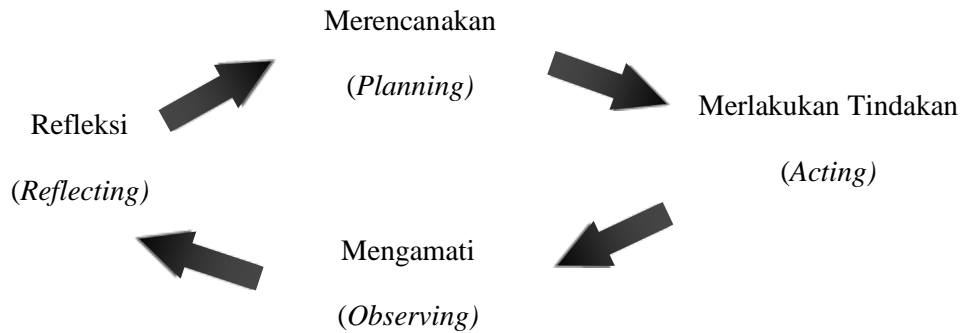 Merencanakan
(Planning)
Merlakukan Tindakan
(Acting)
Mengamati
(Observing)
Refleksi
(Reflecting)